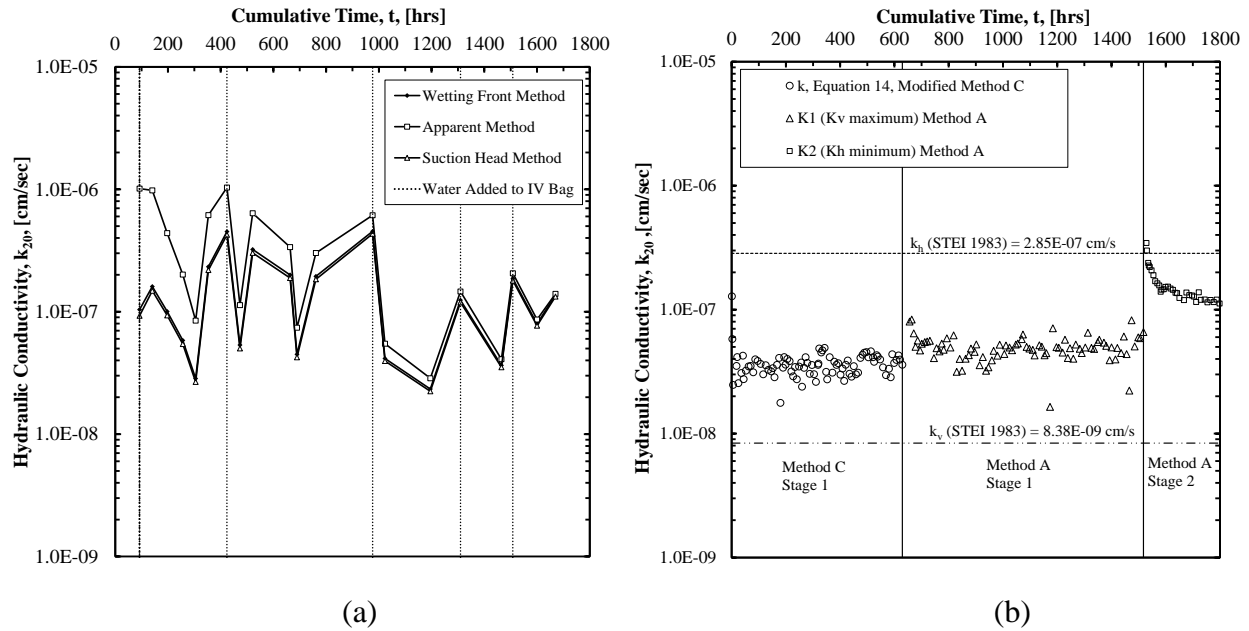 Cumulative Time, t, [hrs]
0 200 400 600 800 1000 1200 1400 1600 1800
1.0E-05
1.0E-06
1.0E-07
1.0E-08
1.0E-09
Hydraulic Conductivity, k20 ,[cm/sec]
Wetting Front Method
Apparent Method
Suction Head Method
Water Added to IV Bag
(a)
Cumulative Time, t, [hrs]
0 200 400 600 800 1000 1200 1400 1600 1800
1.0E-05
1.0E-06
1.0E-07
1.0E-08
1.0E-09
Hydraulic Conductivity, k20 ,[cm/sec]
k, Equation 14, Modified Method C
K1 (Kv maximum) Method A
K2 (Kh minimum) Method A
kh (STEI 1983) = 2.85E-07 cm/s
kv (STEI 1983) = 8.38E-09 cm/s
Method C
Stage 1
Method A
Stage 1
Method A
Stage 2
(b)